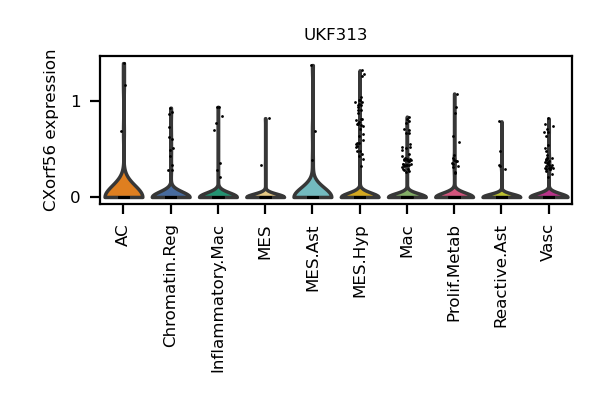 UKF313
CXorf56 expression
1
0
AC
Chromatin.Reg
Inflammatory.Mac
MES
MES.Ast
MES.Hyp
Mac
Prolif.Metab
Reactive.Ast
Vasc